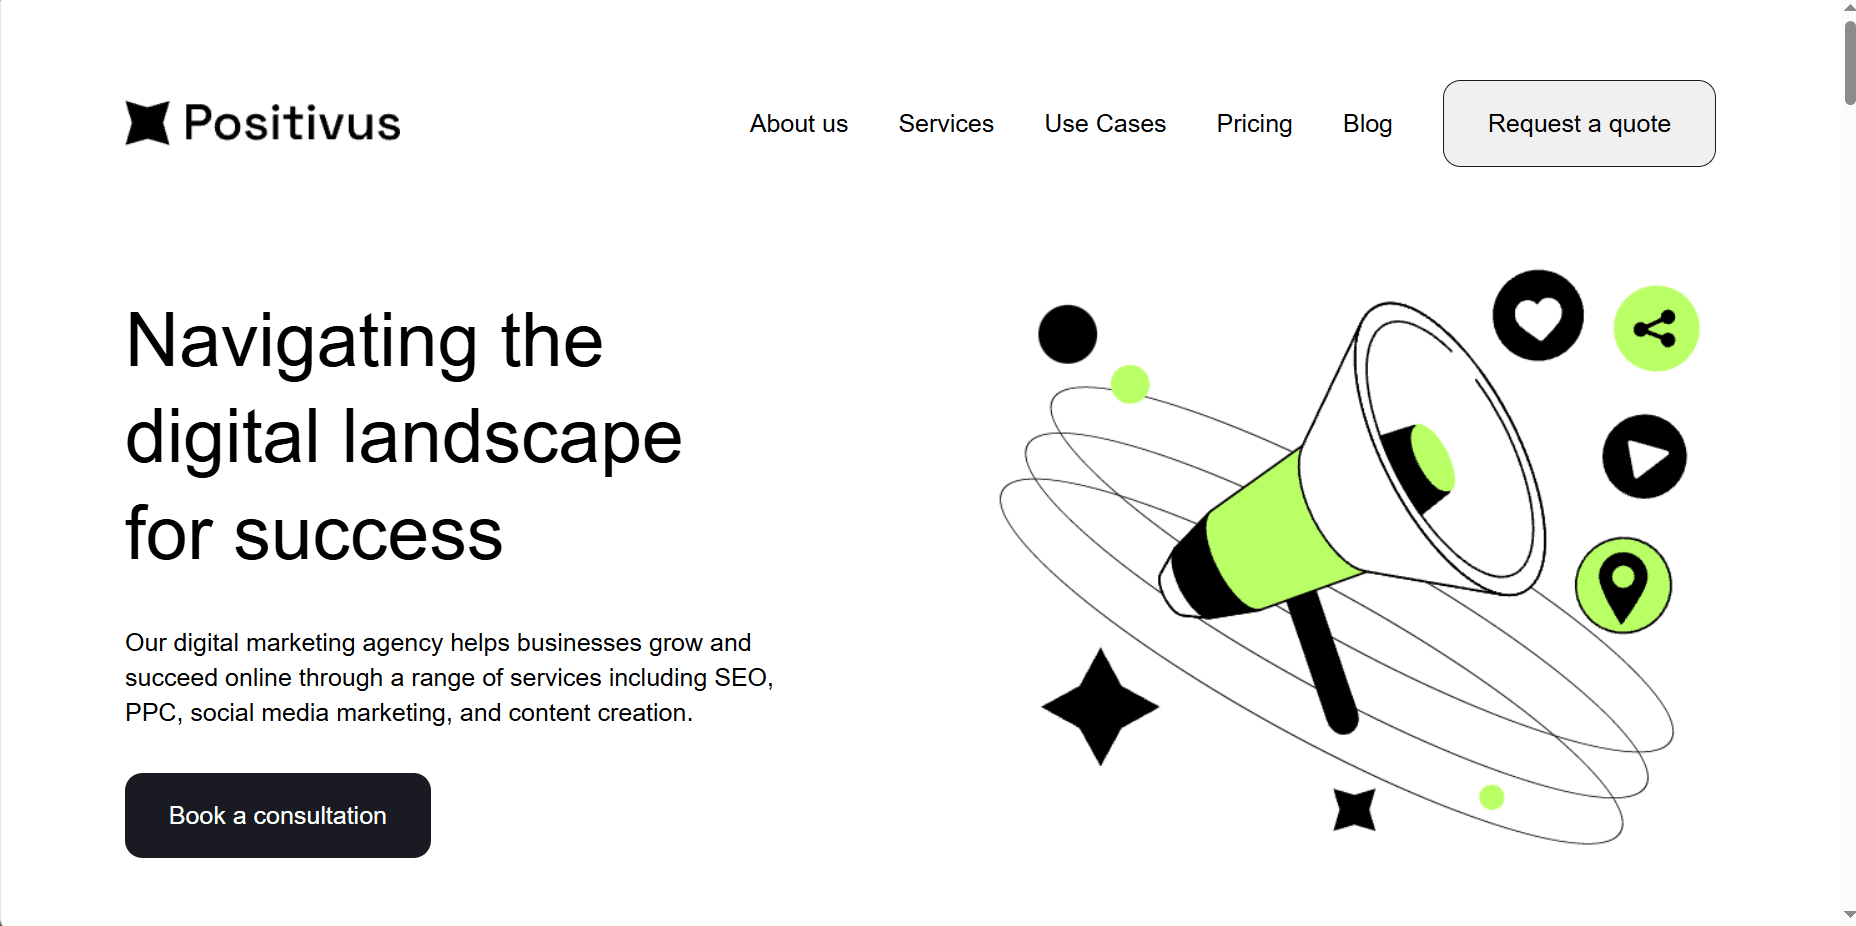 Positivus
About us
Services
Use Cases
Pricing
Blog
Request a quote
Navigating the
digital landscape
for success
Our digital marketing agency helps businesses grow and
succeed online through a range of services including SEO,
PPC, social media marketing, and content creation.
Book a consultation